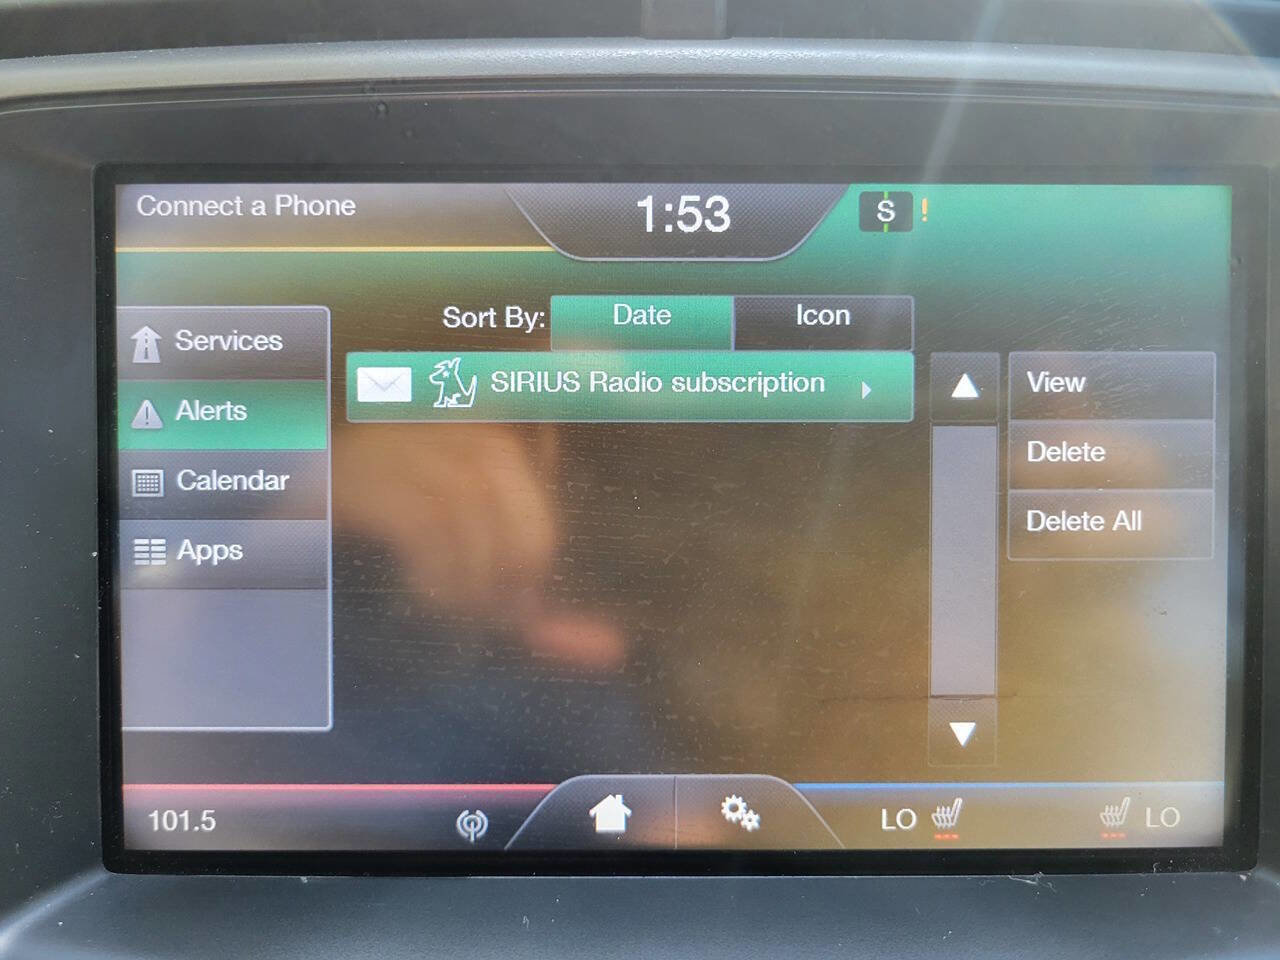 Connect a Phone
1:53
S !
Sort By: Date Icon
Services
Alerts
Calendar
Apps
SIRIUS Radio subscription
View
Delete
Delete All
101.5
LO
LO